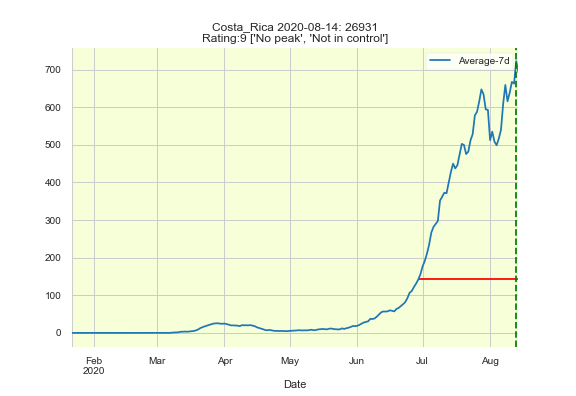 Costa_Rica 2020-08-14: 26931
Rating:9 ['No peak', 'Not in control']
Average-7d
700
600
500
400
300
200
100
0
Feb
2020
Mar
Apr
May
Jun
Jul
Aug
Date